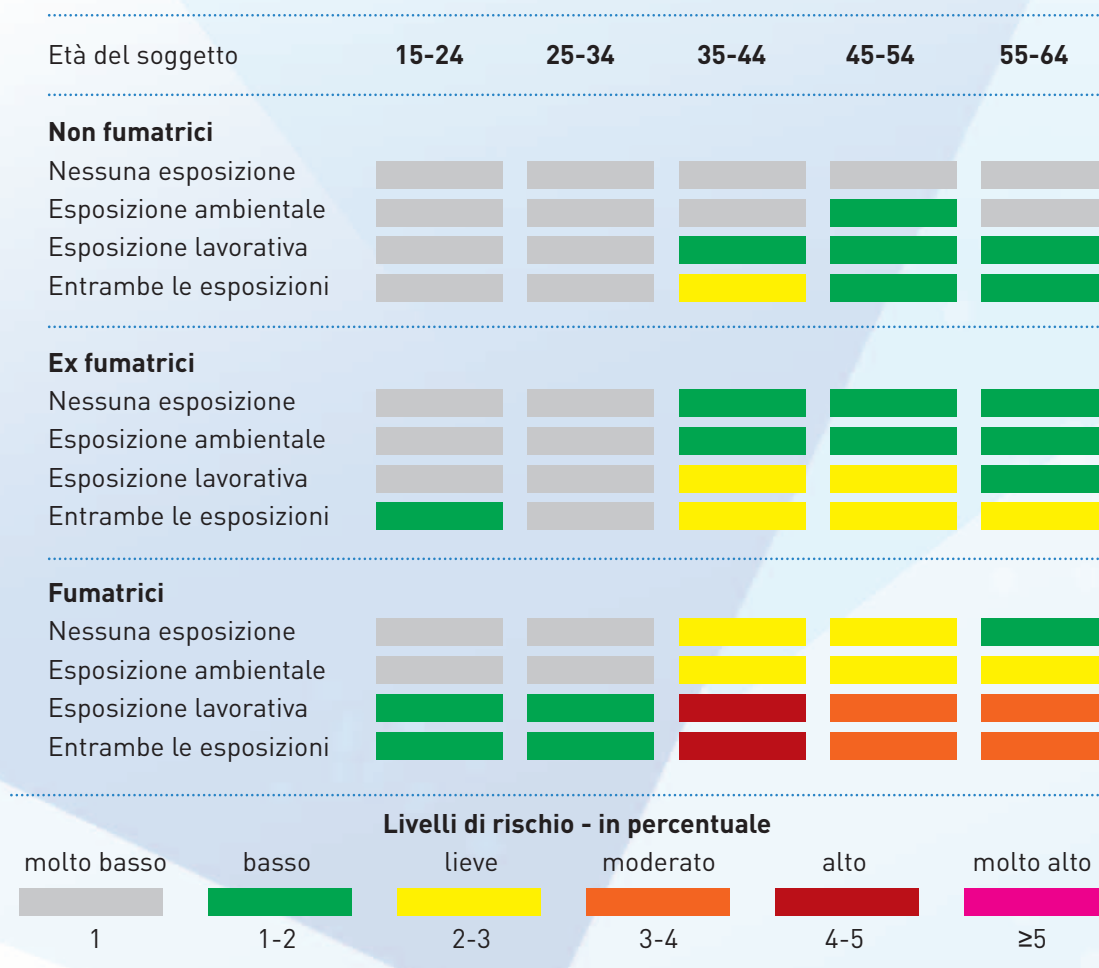 Età del soggetto 15-24 25-34 35-44 45-54 55-64
Non fumatrici
Nessuna esposizione
Esposizione ambientale
Esposizione lavorativa
Entrambe le esposizioni
Ex fumatrici
Nessuna esposizione
Esposizione ambientale
Esposizione lavorativa
Entrambe le esposizioni
Fumatrici
Nessuna esposizione
Esposizione ambientale
Esposizione lavorativa
Entrambe le esposizioni
Livelli di rischio - in percentuale
molto basso basso lieve moderato alto molto alto
1 1-2 2-3 3-4 4-5 ≥5